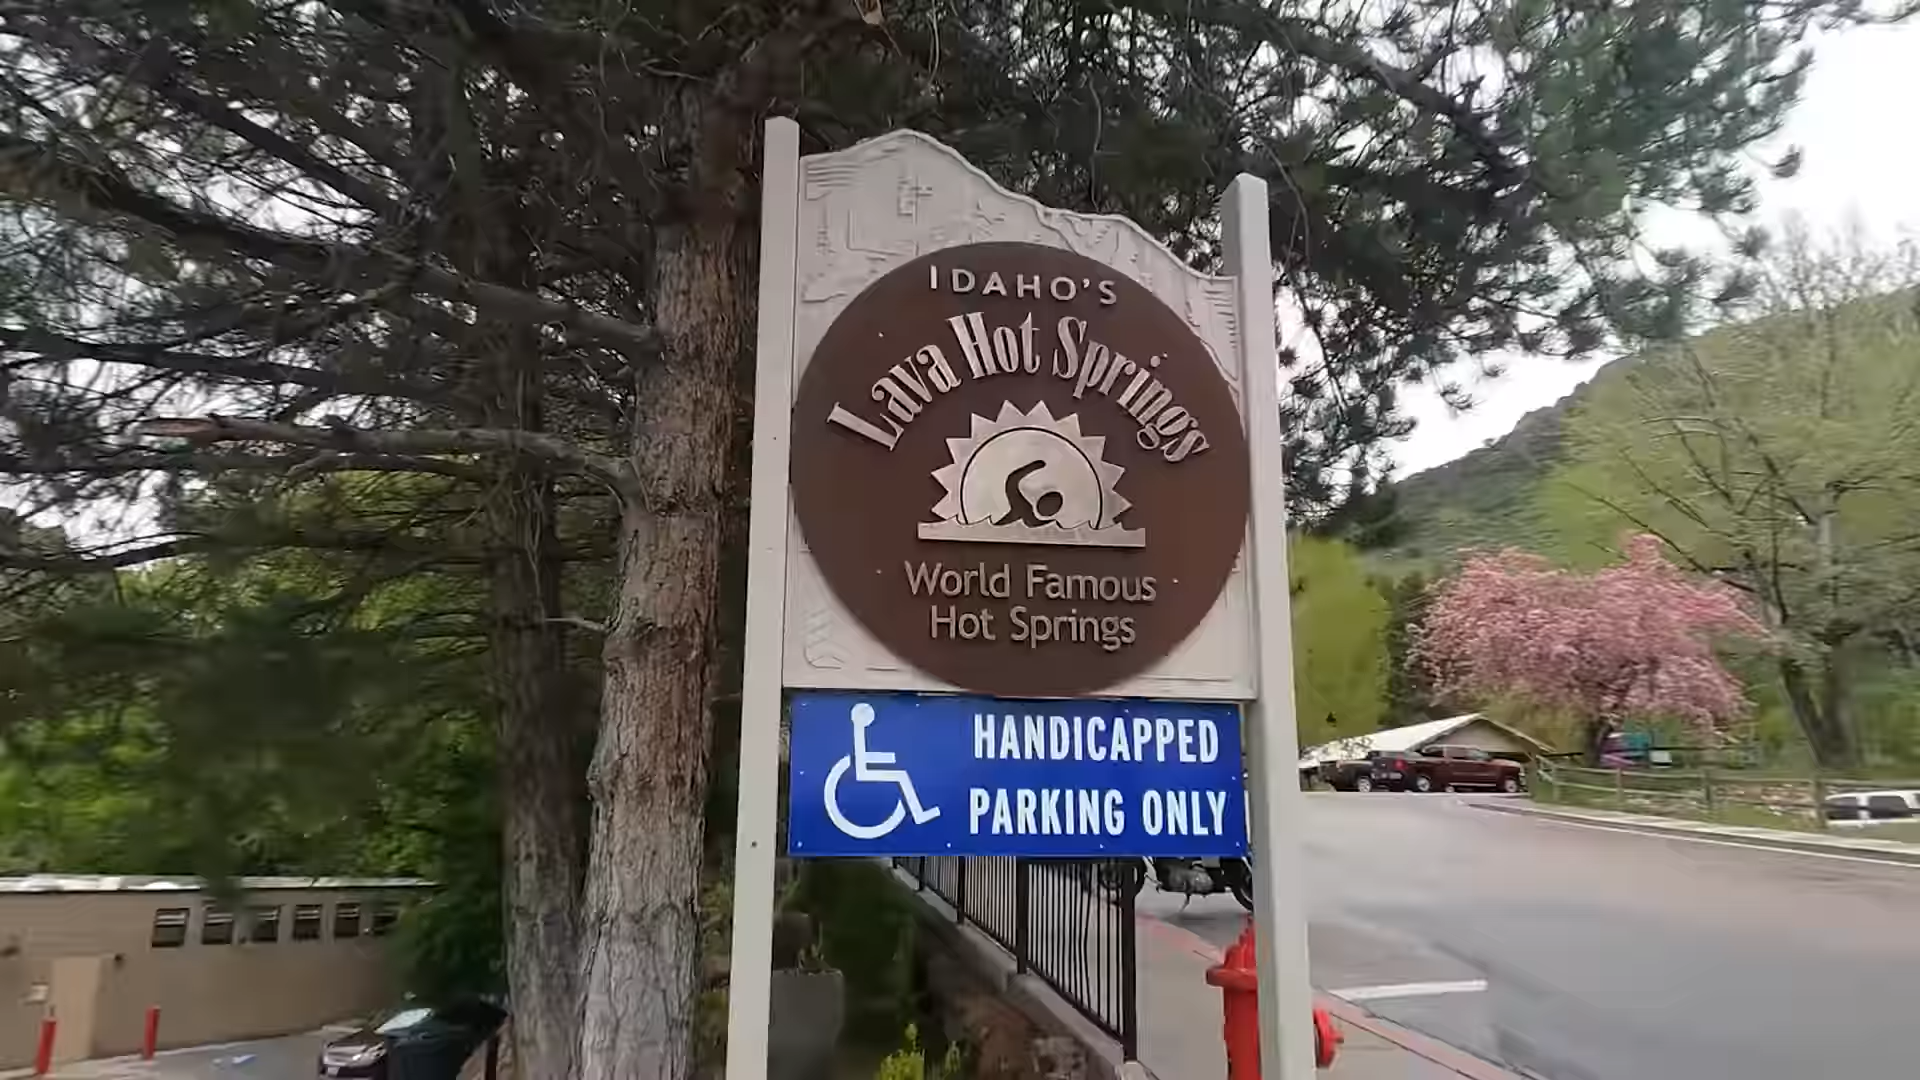 IDAHO'S
Lava Hot Springs
World Famous
Hot Springs
HANDICAPPED
PARKING ONLY